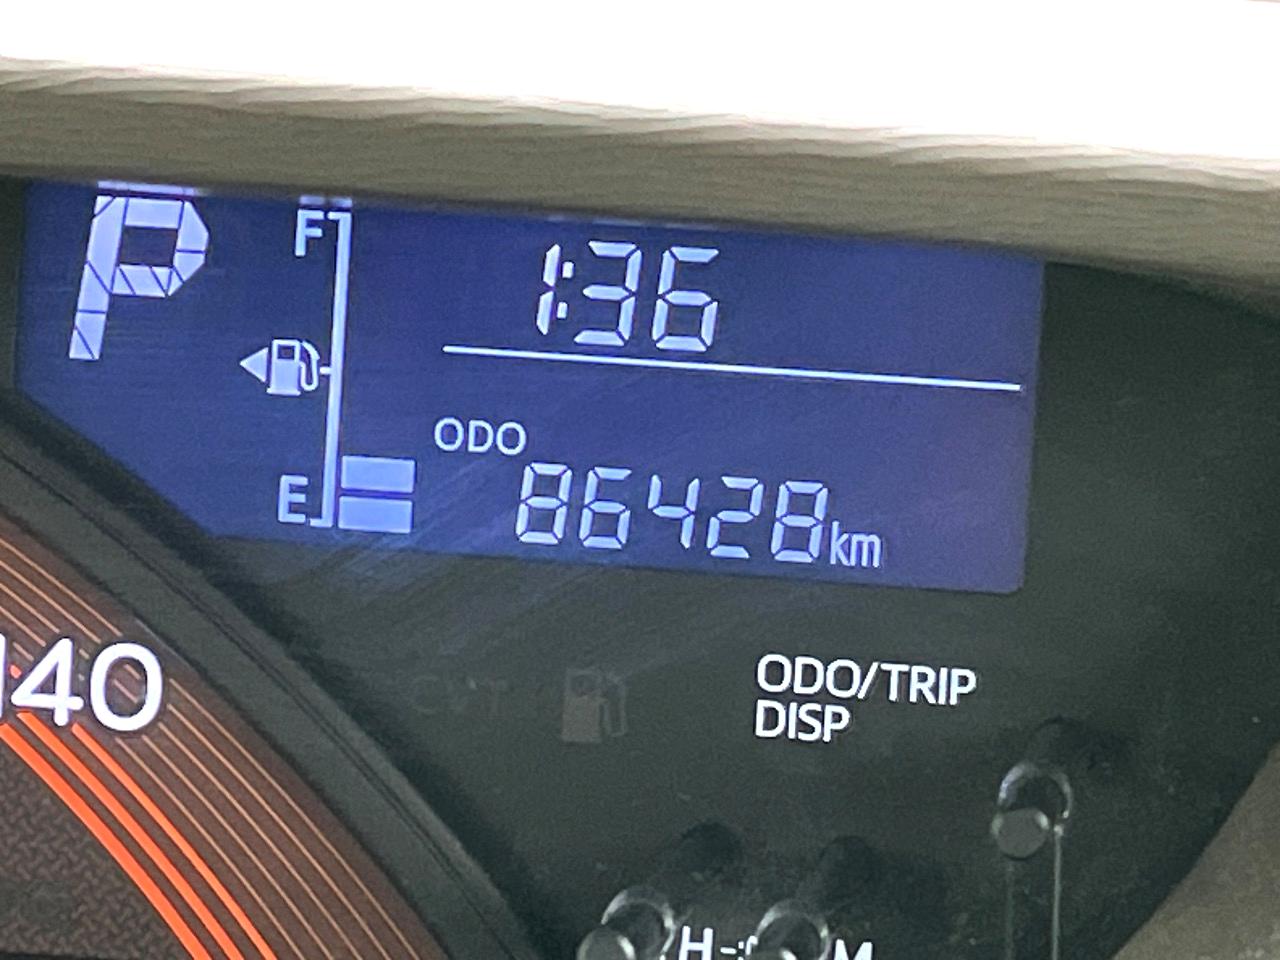 P
F
1:36
ODO
E
86428km
140
ODO/TRIP
DISP
H
M